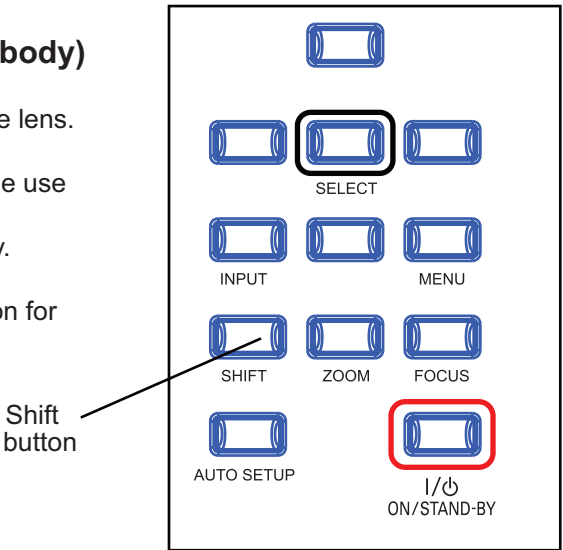 body)
e lens.
e use
y.
on for
Shift
button
SELECT
INPUT MENU
SHIFT ZOOM FOCUS
AUTO SETUP
I/⏻
ON/STAND-BY